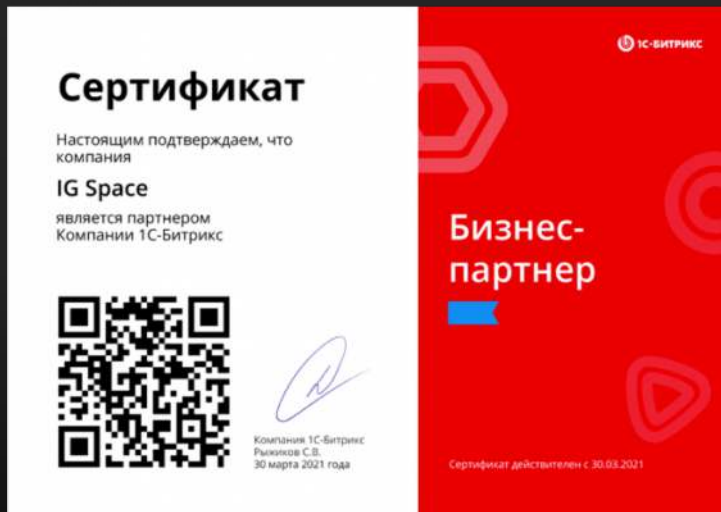 Сертификат
Настоящим подтверждаем, что
компания
IG Space
является партнером
Компании 1С-Битрикс
Компания 1С-Битрикс
Рыжиков С.В.
30 марта 2021 года
1С-БИТРИКС
Бизнес-
партнер
Сертификат действителен с 30.03.2021